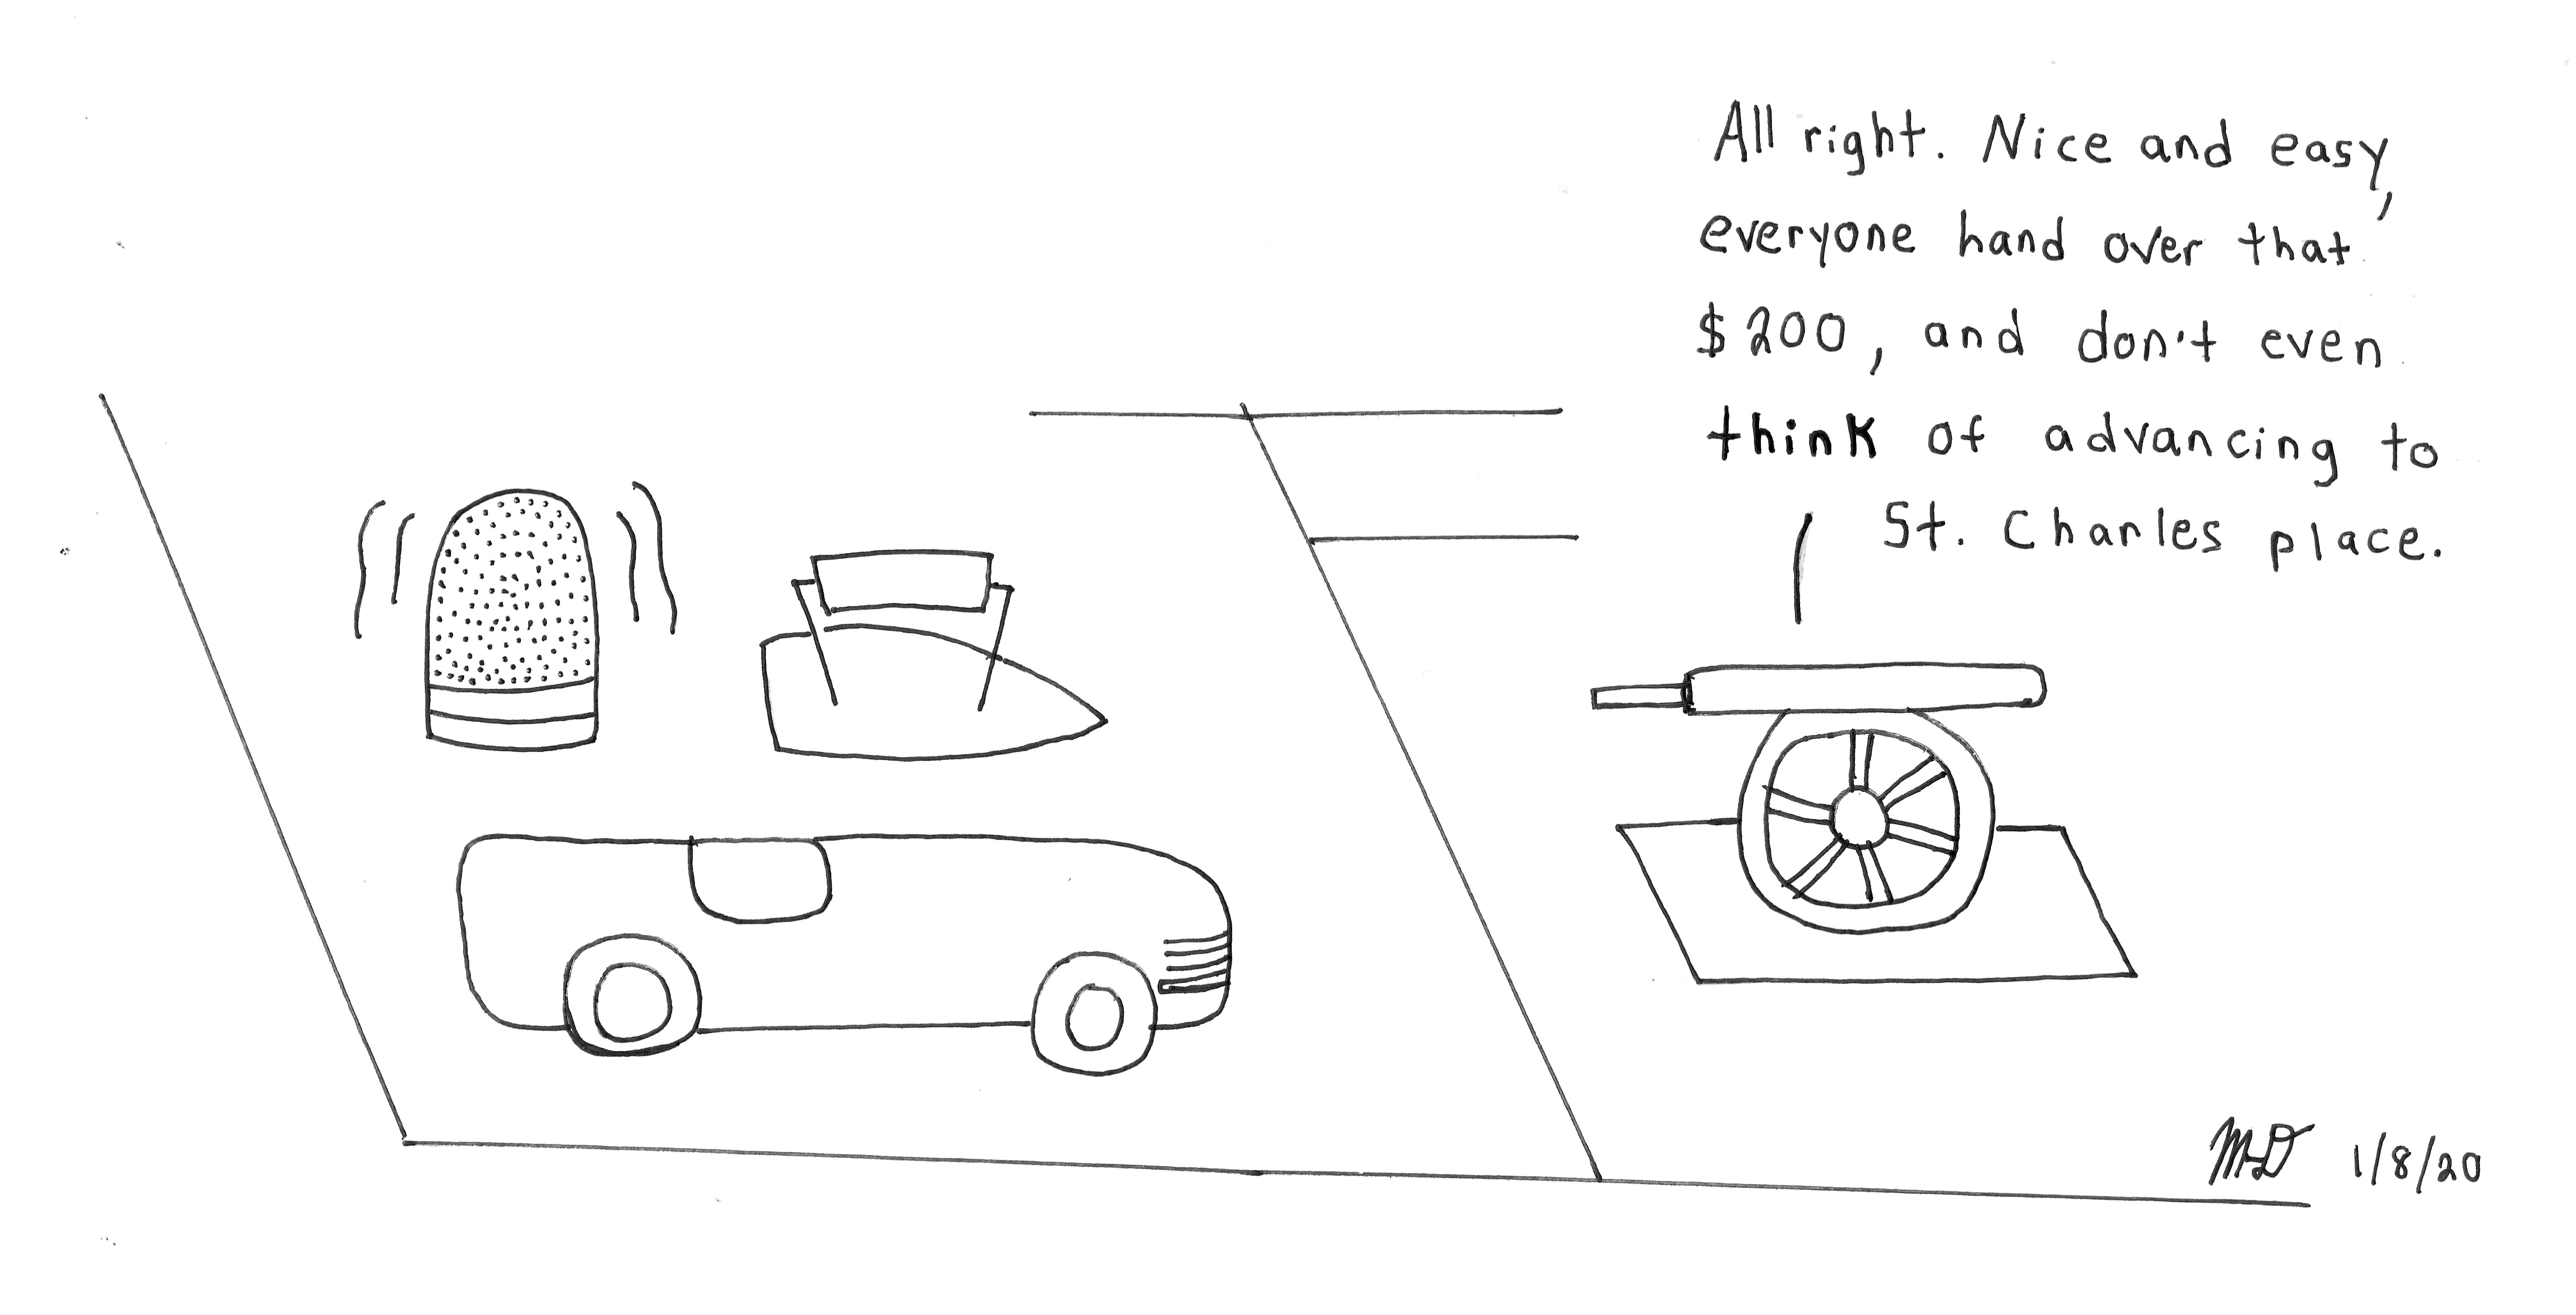 All right. Nice and easy,
everyone hand over that
$200, and don't even
think of advancing to
St. Charles place.
MD 1/8/20